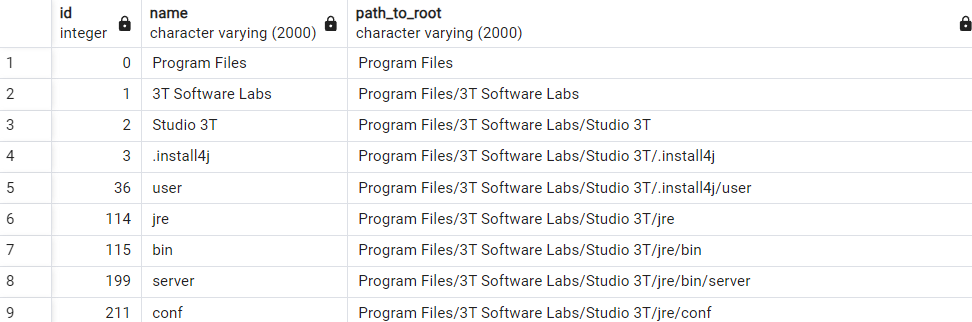 id name path_to_root
integer character varying (2000) character varying (2000)
1 0 Program Files Program Files
2 1 3T Software Labs Program Files/3T Software Labs
3 2 Studio 3T Program Files/3T Software Labs/Studio 3T
4 3 .install4j Program Files/3T Software Labs/Studio 3T/.install4j
5 36 user Program Files/3T Software Labs/Studio 3T/.install4j/user
6 114 jre Program Files/3T Software Labs/Studio 3T/jre
7 115 bin Program Files/3T Software Labs/Studio 3T/jre/bin
8 199 server Program Files/3T Software Labs/Studio 3T/jre/bin/server
9 211 conf Program Files/3T Software Labs/Studio 3T/jre/conf